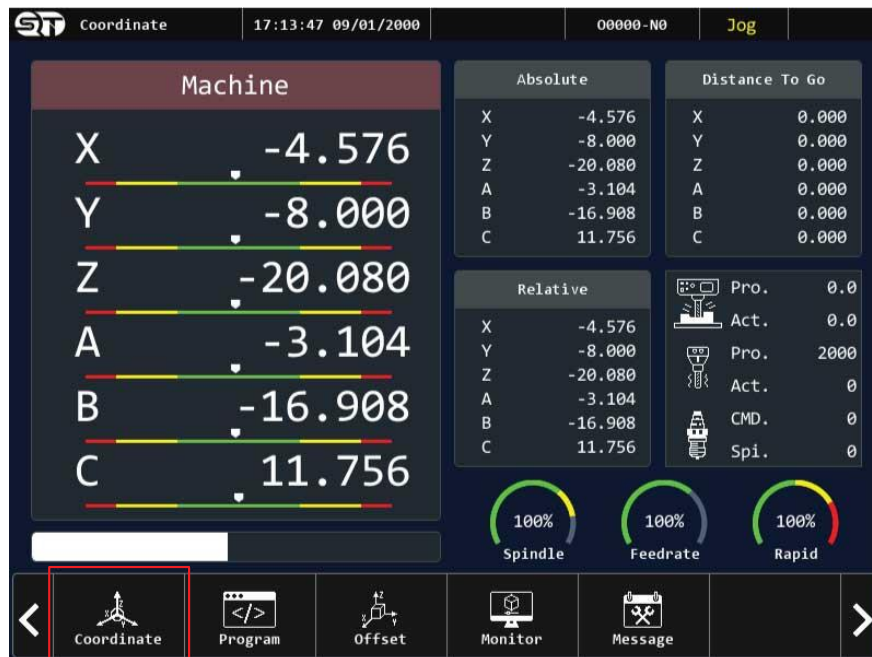 ST Coordinate 17:13:47 09/01/2000 O0000-N0 Jog
Machine
X -4.576
Y -8.000
Z -20.080
A -3.104
B -16.908
C 11.756
Absolute
X -4.576
Y -8.000
Z -20.080
A -3.104
B -16.908
C 11.756
Distance To Go
X 0.000
Y 0.000
Z 0.000
A 0.000
B 0.000
C 0.000
Relative
X -4.576
Y -8.000
Z -20.080
A -3.104
B -16.908
C 11.756
Pro. 0.0
Act. 0.0
Pro. 2000
Act. 0
CMD. 0
Spi. 0
100% 100% 100%
Spindle Feedrate Rapid
X Z Z X Y
Coordinate Program Offset Monitor Message